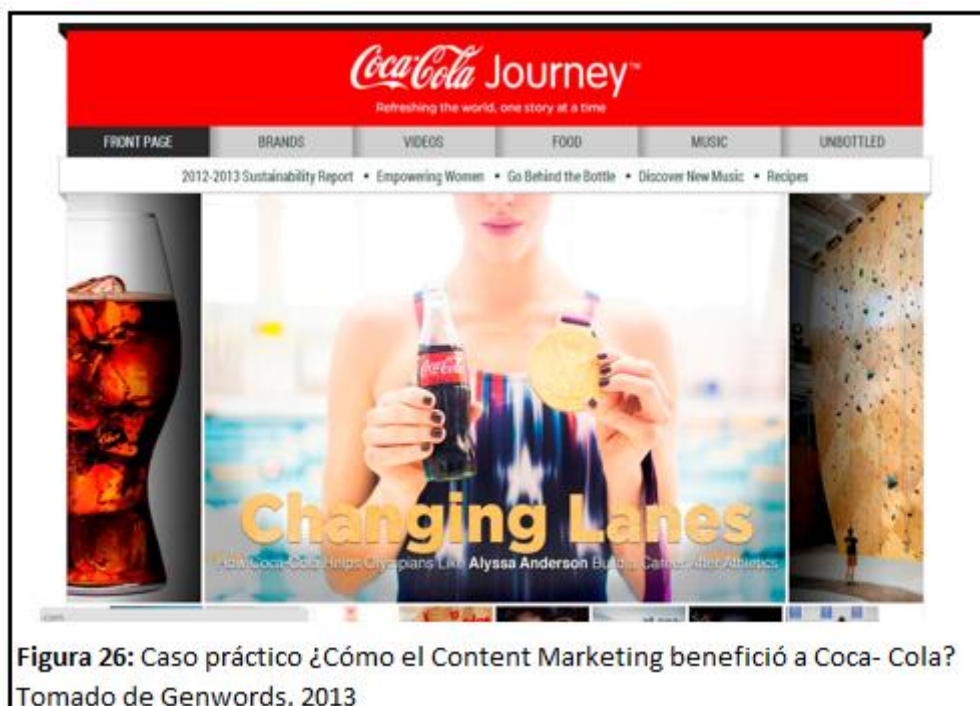 Coca-Cola Journey™
Refreshing the world, one story at a time
FRONT PAGE BRANDS VIDEOS FOOD MUSIC UNBOTTLED
2012-2013 Sustainability Report • Empowering Women • Go Behind the Bottle • Discover New Music • Recipes
Coca-Cola
Changing Lanes
How Coca-Cola Helps Olympians Like Alyssa Anderson Build a Career After Athletics
Figura 26: Caso práctico ¿Cómo el Content Marketing benefició a Coca- Cola?
Tomado de Genwords, 2013